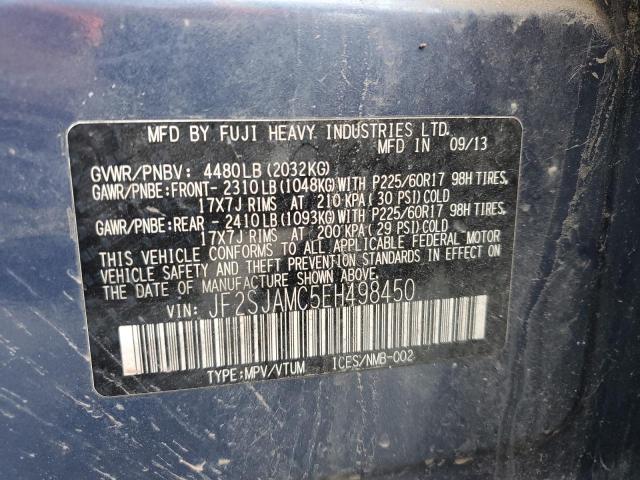 MFD BY FUJI HEAVY INDUSTRIES LTD.
MFD IN 09/13
GVWR/PNBV: 4480LB (2032KG)
GAWR/PNBE: FRONT- 2310LB (1048KG) WITH P225/60R17 98H TIRES,
17X7J RIMS AT 210 KPA (30 PSI) COLD
GAWR/PNBE: REAR - 2410LB (1093KG) WITH P225/60R17 98H TIRES,
17X7J RIMS AT 200 KPA (29 PSI) COLD
THIS VEHICLE CONFORMS TO ALL APPLICABLE FEDERAL MOTOR
VEHICLE SAFETY AND THEFT PREVENTION STANDARDS IN EFFECT ON
THE DATE OF MANUFACTURE SHOWN ABOVE.
VIN: JF2SJAMC5EH498450
TYPE: MPV/VTUM ICES/NMB-002